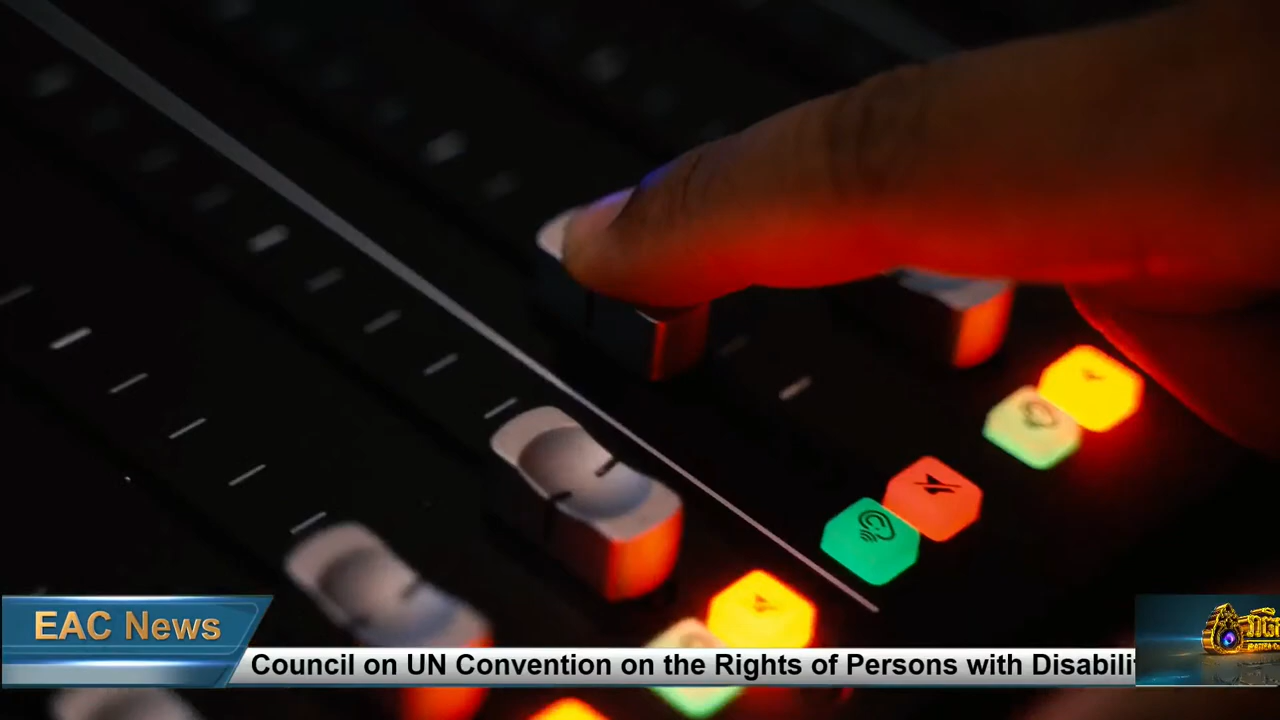 EAC News
Council on UN Convention on the Rights of Persons with Disabili